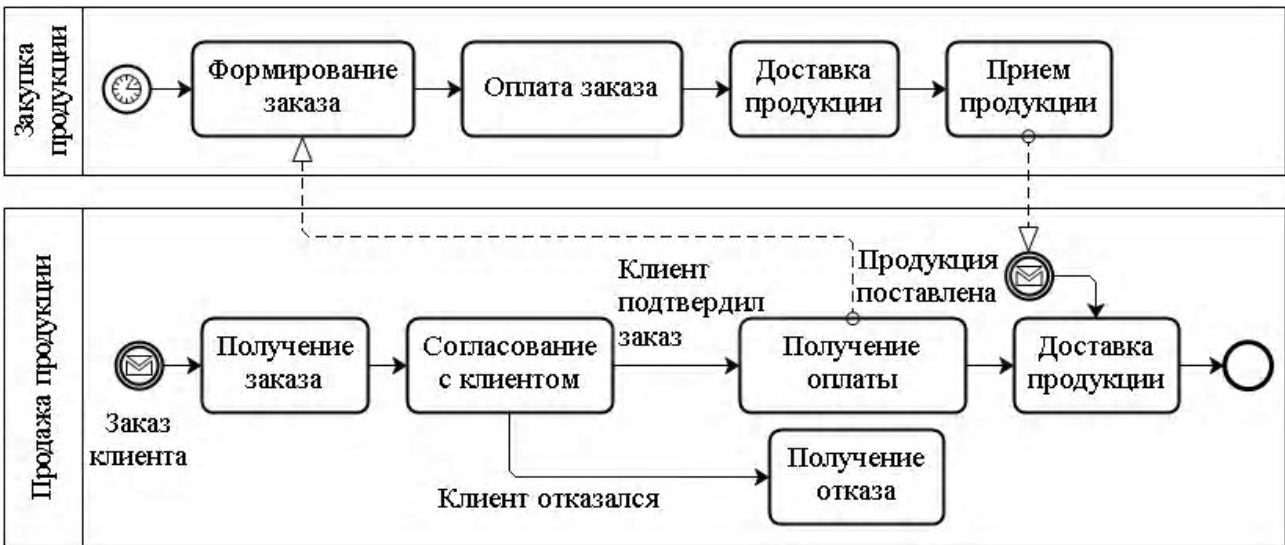 Закупка
продукции
Формирование
заказа
Оплата заказа
Доставка
продукции
Прием
продукции
Продажа продукции
Заказ
клиента
Получение
заказа
Согласование
с клиентом
Клиент
подтвердил
заказ
Клиент отказался
Получение
оплаты
Получение
отказа
Продукция
поставлена
Доставка
продукции